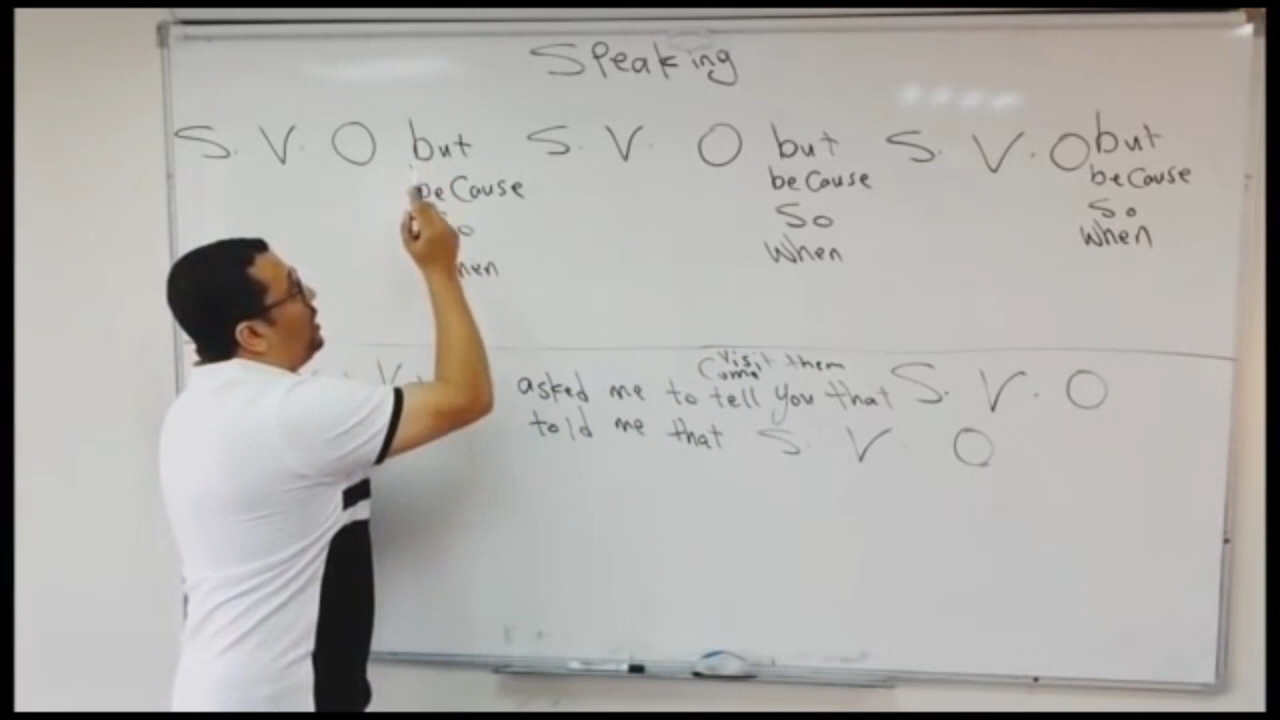 Speaking
S. V. O but S. V. O but S. V. O but
because because because
So So
When When
visit them
Come
V
asked me to tell you that S. V. O
told me that S V O